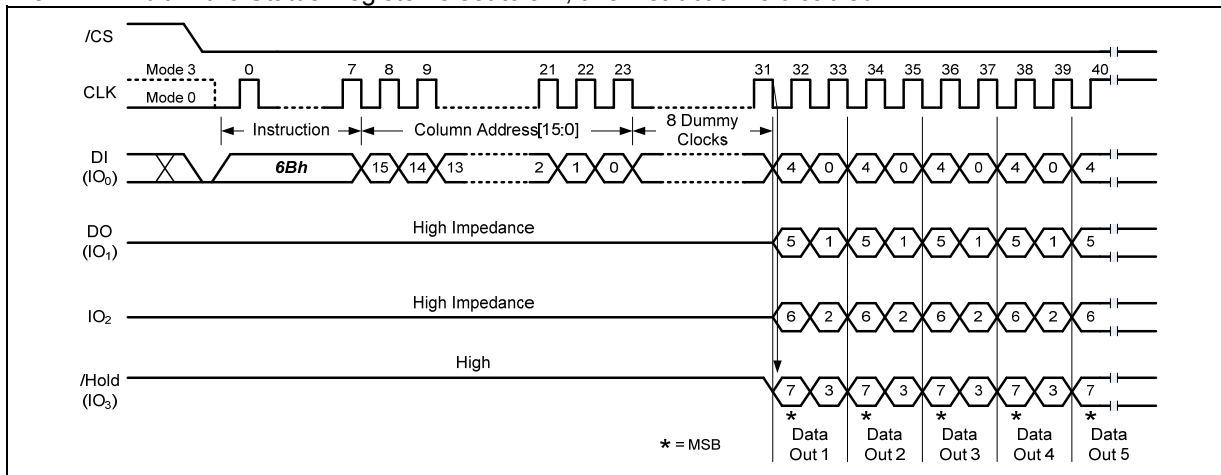 /CS
Mode 3 0 7 8 9 21 22 23 31 32 33 34 35 36 37 38 39 40
CLK
Mode 0
Instruction Column Address[15:0] 8 Dummy
Clocks
DI
(IO0) 6Bh 15 14 13 2 1 0 4 0 4 0 4 0 4 0 4
High Impedance
DO
(IO1) 5 1 5 1 5 1 5 1 5
High Impedance
IO2 6 2 6 2 6 2 6 2 6
High
/Hold
(IO3) 7 3 7 3 7 3 7 3 7
* * * * *
* = MSB
Data Data Data Data Data
Out 1 Out 2 Out 3 Out 4 Out 5